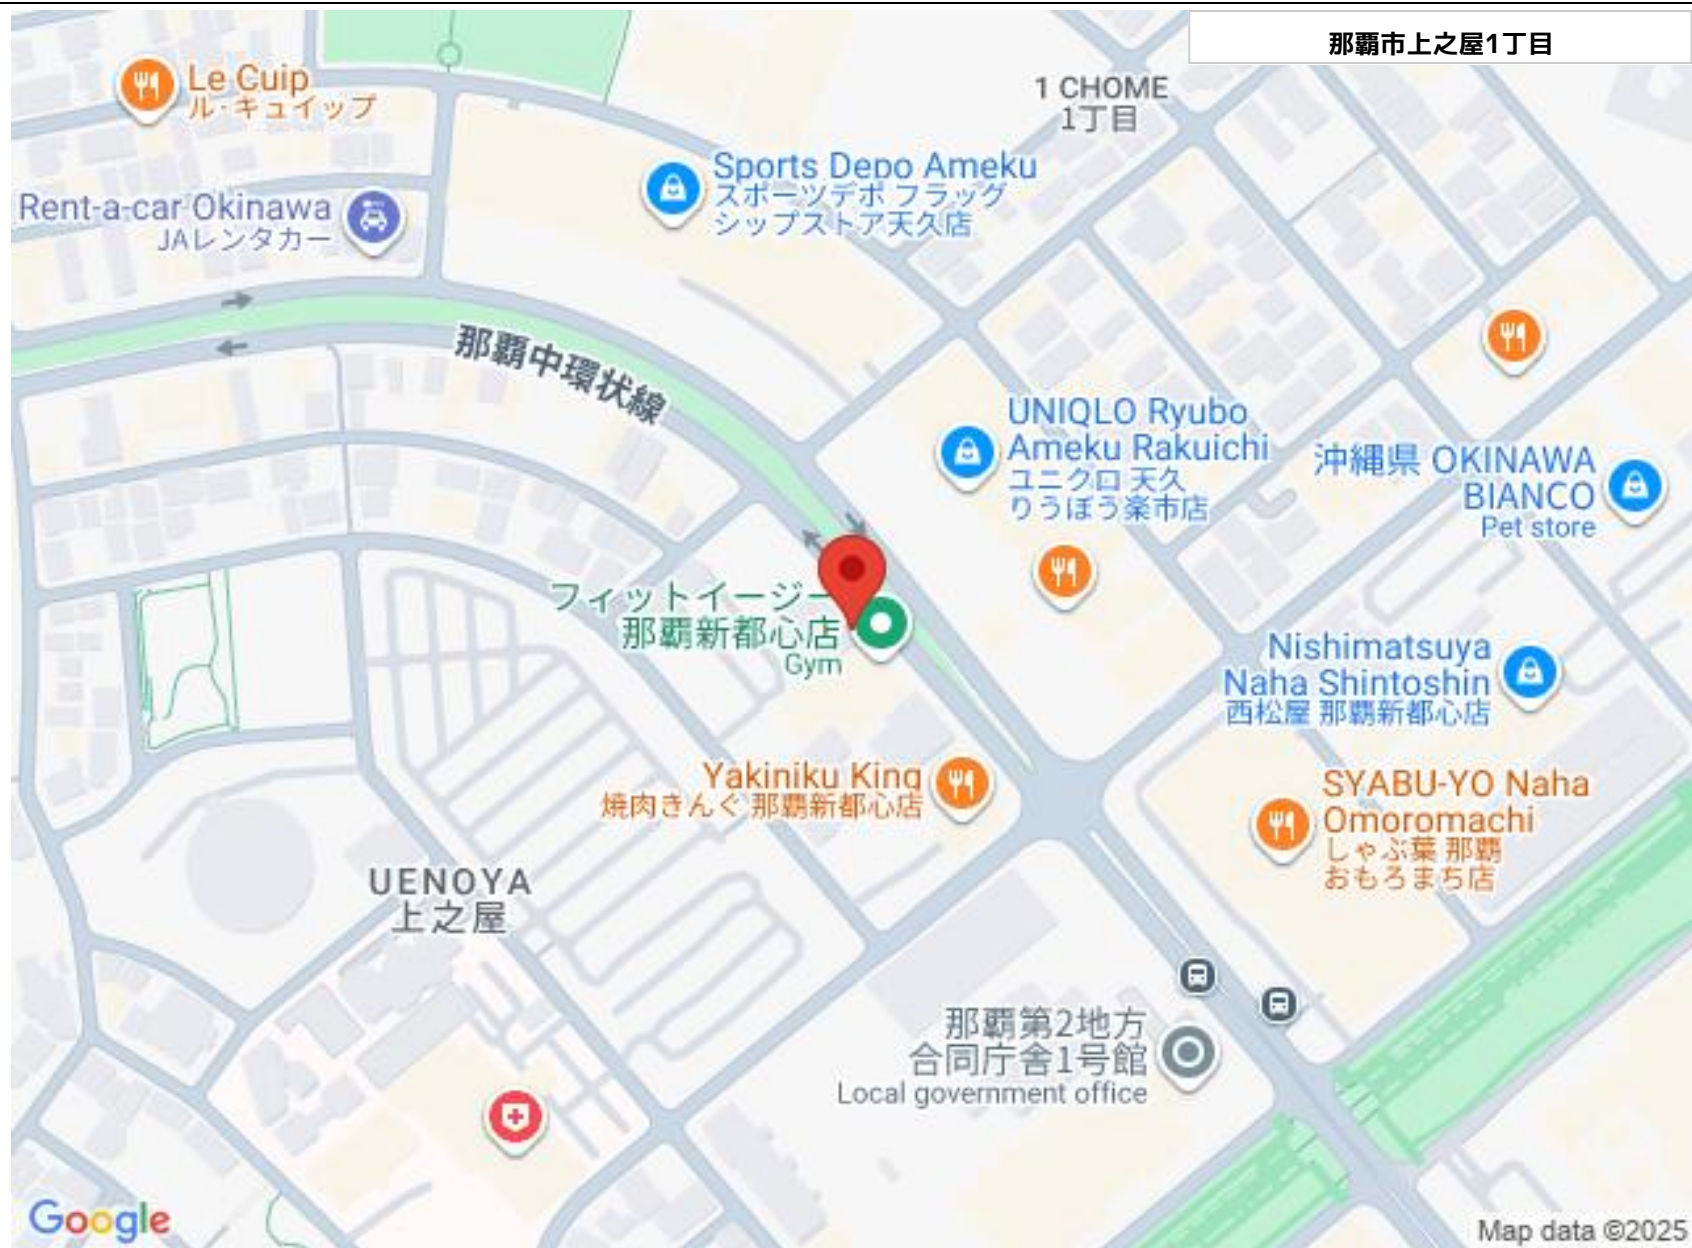 那覇市上之屋1丁目
1 CHOME
1丁目
Le Cuip
ル・キュイップ
Sports Depo Ameku
スポーツデポ フラッグ
シップストア天久店
Rent-a-car Okinawa
JAレンタカー
那覇中環状線
UNIQLO Ryubo
Ameku Rakuichi
ユニクロ 天久
りうぼう楽市店
沖縄県 OKINAWA
BIANCO
Pet store
フィットイージー
那覇新都心店
Gym
Nishimatsuya
Naha Shintoshin
西松屋 那覇新都心店
Yakiniku King
焼肉きんぐ 那覇新都心店
SYABU-YO Naha
Omoromachi
しゃぶ葉 那覇
おもろまち店
UENOYA
上之屋
那覇第2地方
合同庁舎1号館
Local government office
Google
Map data ©2025